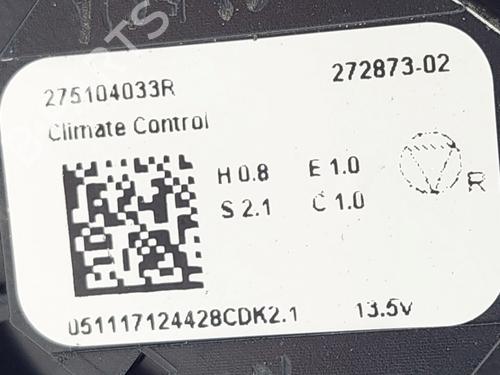 275104033R 272873-02
Climate Control
H 0.8 E 1.0
S 2.1 C 1.0
R
051117124428CDK2.1 13.5v